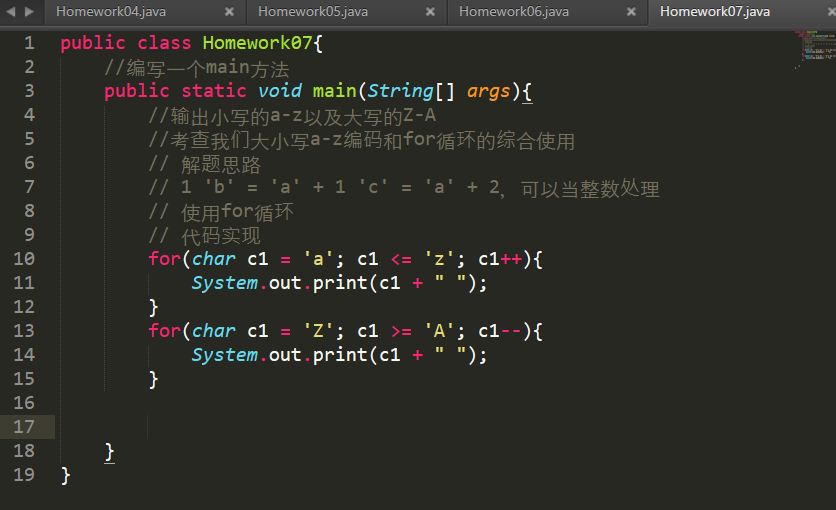 Homework04.java Homework05.java Homework06.java Homework07.java
1 public class Homework07{
2 //编写一个main方法
3 public static void main(String[] args){
4 //输出小写的a-z以及大写的Z-A
5 //考查我们大小写a-z编码和for循环的综合使用
6 // 解题思路
7 // 1 'b' = 'a' + 1 'c' = 'a' + 2，可以当整数处理
8 // 使用for循环
9 // 代码实现
10 for(char c1 = 'a'; c1 <= 'z'; c1++){
11 System.out.print(c1 + " ");
12 }
13 for(char c1 = 'Z'; c1 >= 'A'; c1--){
14 System.out.print(c1 + " ");
15 }
16
17
18 }
19 }